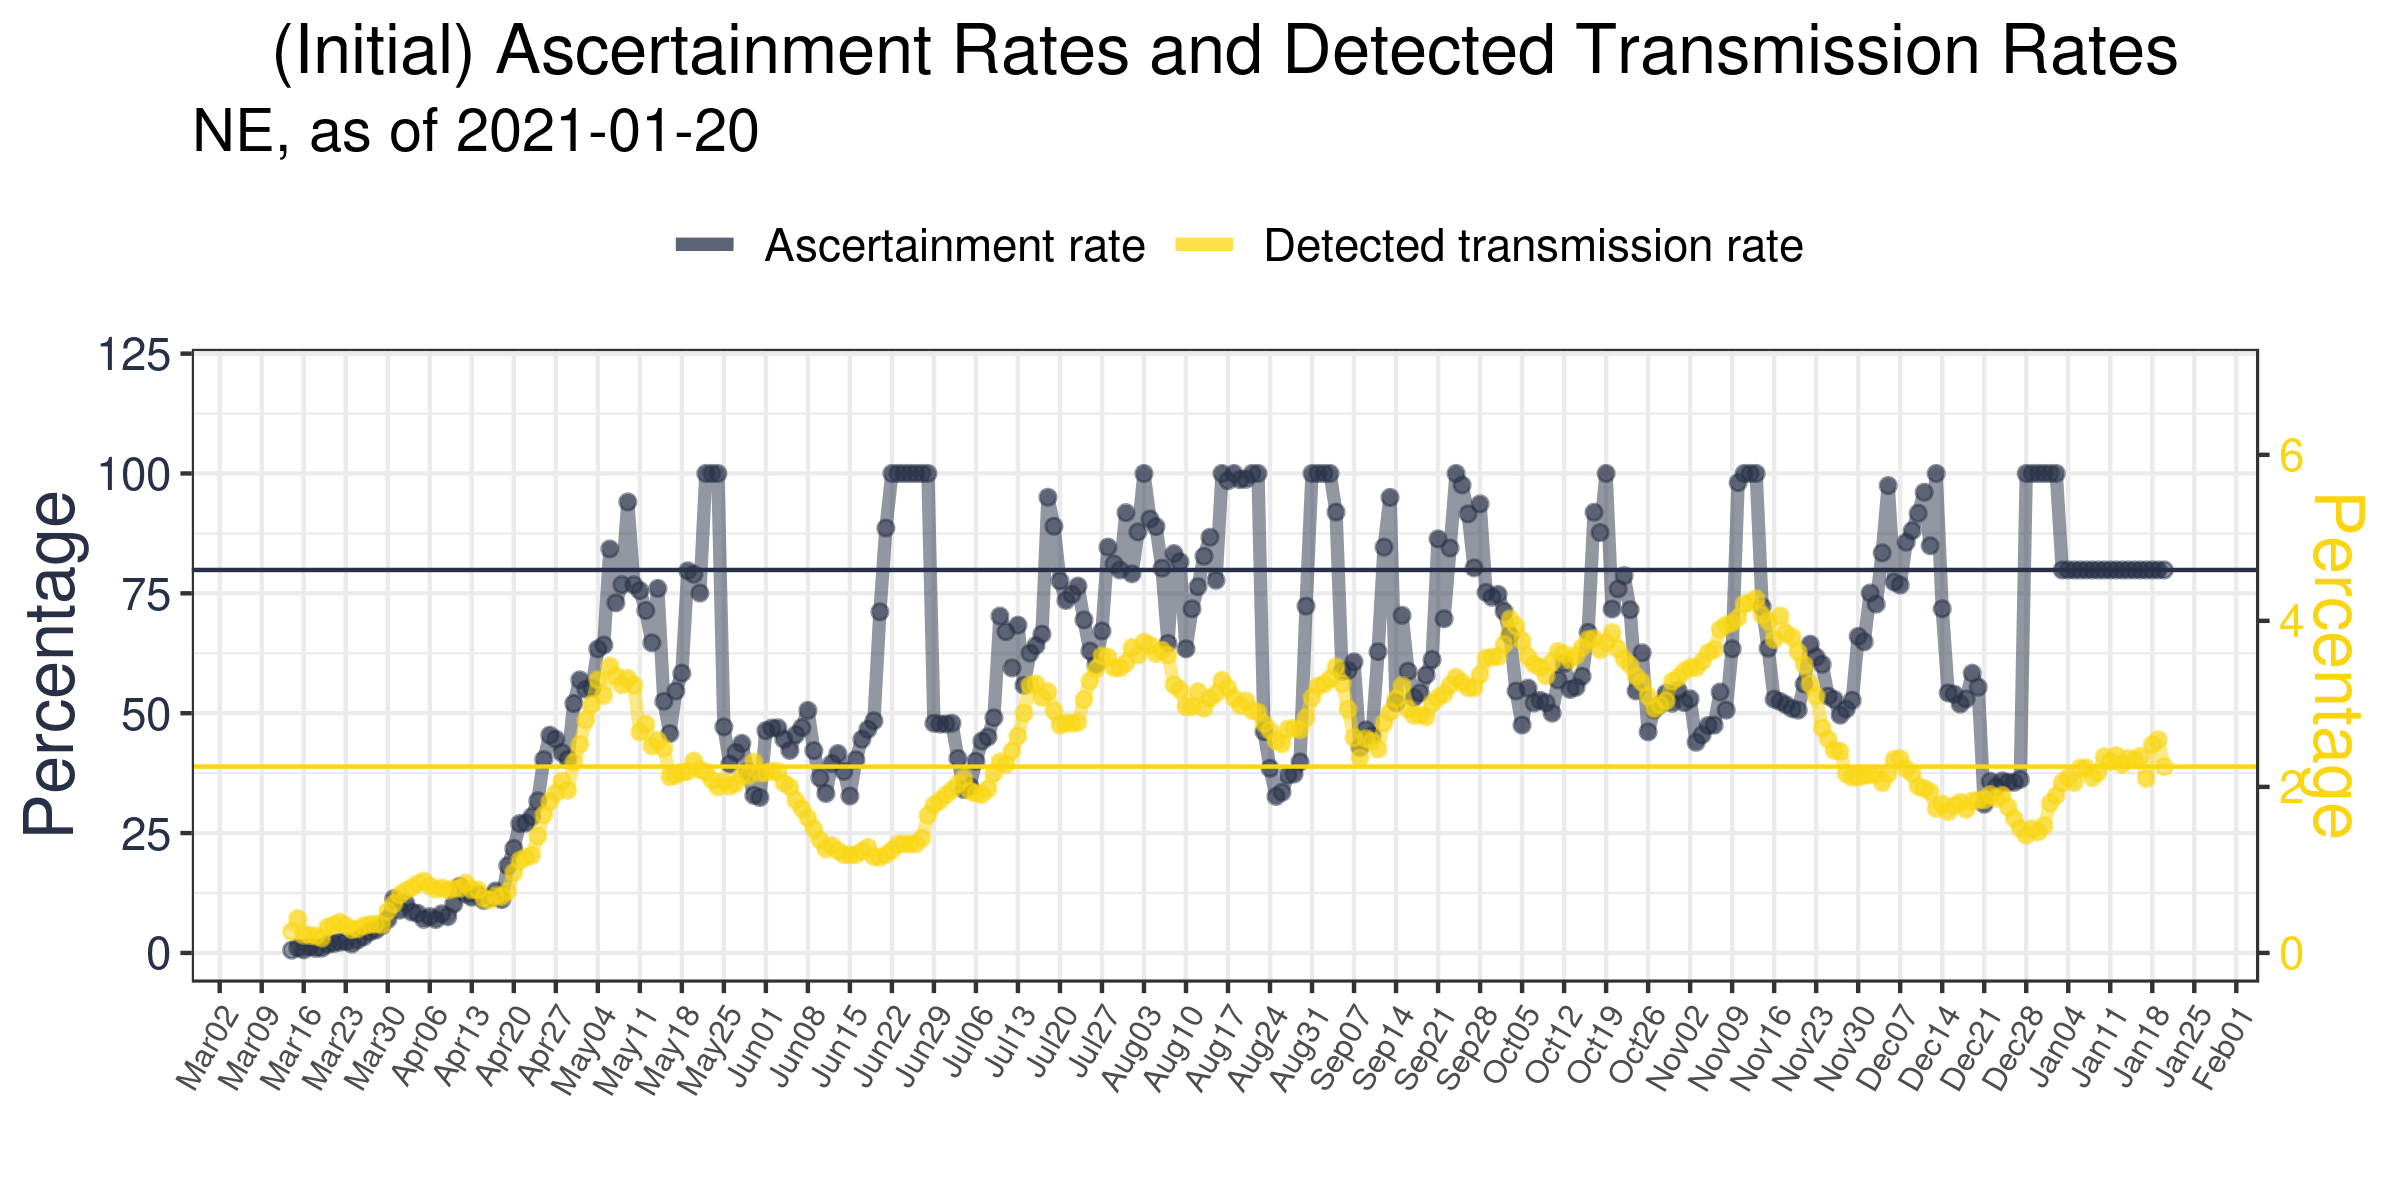 (Initial) Ascertainment Rates and Detected Transmission Rates
NE, as of 2021-01-20
Ascertainment rate
Detected transmission rate
Percentage
125
100
75
50
25
0
6
4
2
0
Percentage
Mar02
Mar09
Mar16
Mar23
Mar30
Apr06
Apr13
Apr20
Apr27
May04
May11
May18
May25
Jun01
Jun08
Jun15
Jun22
Jun29
Jul06
Jul13
Jul20
Jul27
Aug03
Aug10
Aug17
Aug24
Aug31
Sep07
Sep14
Sep21
Sep28
Oct05
Oct12
Oct19
Oct26
Nov02
Nov09
Nov16
Nov23
Nov30
Dec07
Dec14
Dec21
Dec28
Jan04
Jan11
Jan18
Jan25
Feb01